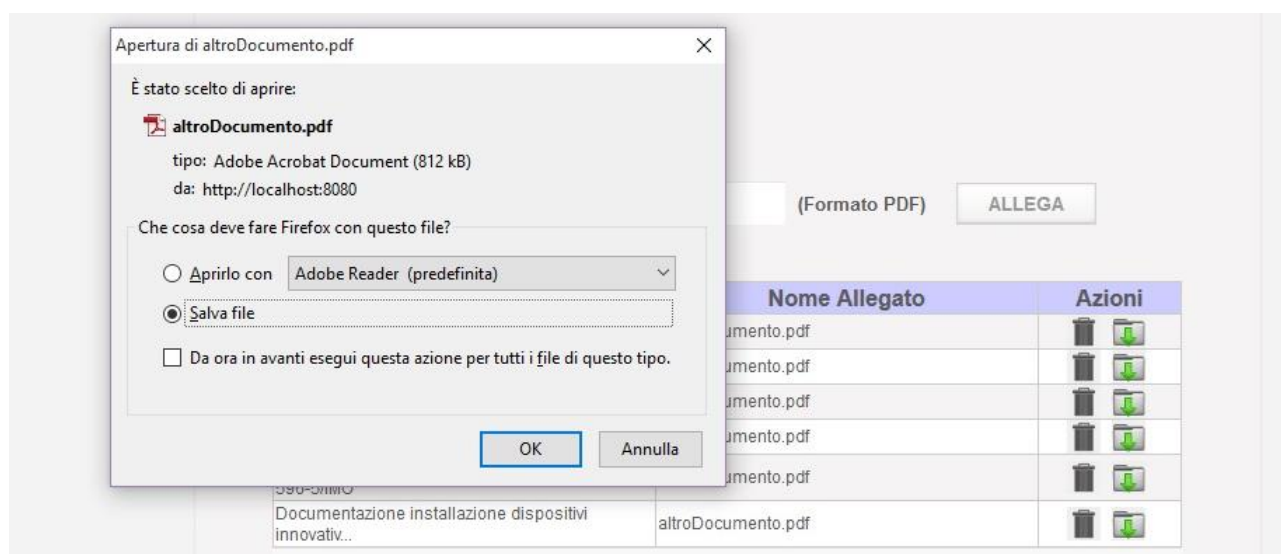 Apertura di altroDocumento.pdf
È stato scelto di aprire:
altroDocumento.pdf
tipo: Adobe Acrobat Document (812 kB)
da: http://localhost:8080
(Formato PDF) ALLEGA
Che cosa deve fare Firefox con questo file?
Aprirlo con Adobe Reader (predefinita)
Salva file
Da ora in avanti esegui questa azione per tutti i file di questo tipo.
OK Annulla
Nome Allegato Azioni
umento.pdf
umento.pdf
umento.pdf
umento.pdf
umento.pdf
596-5/IMO
Documentazione installazione dispositivi
innovativ...
altroDocumento.pdf